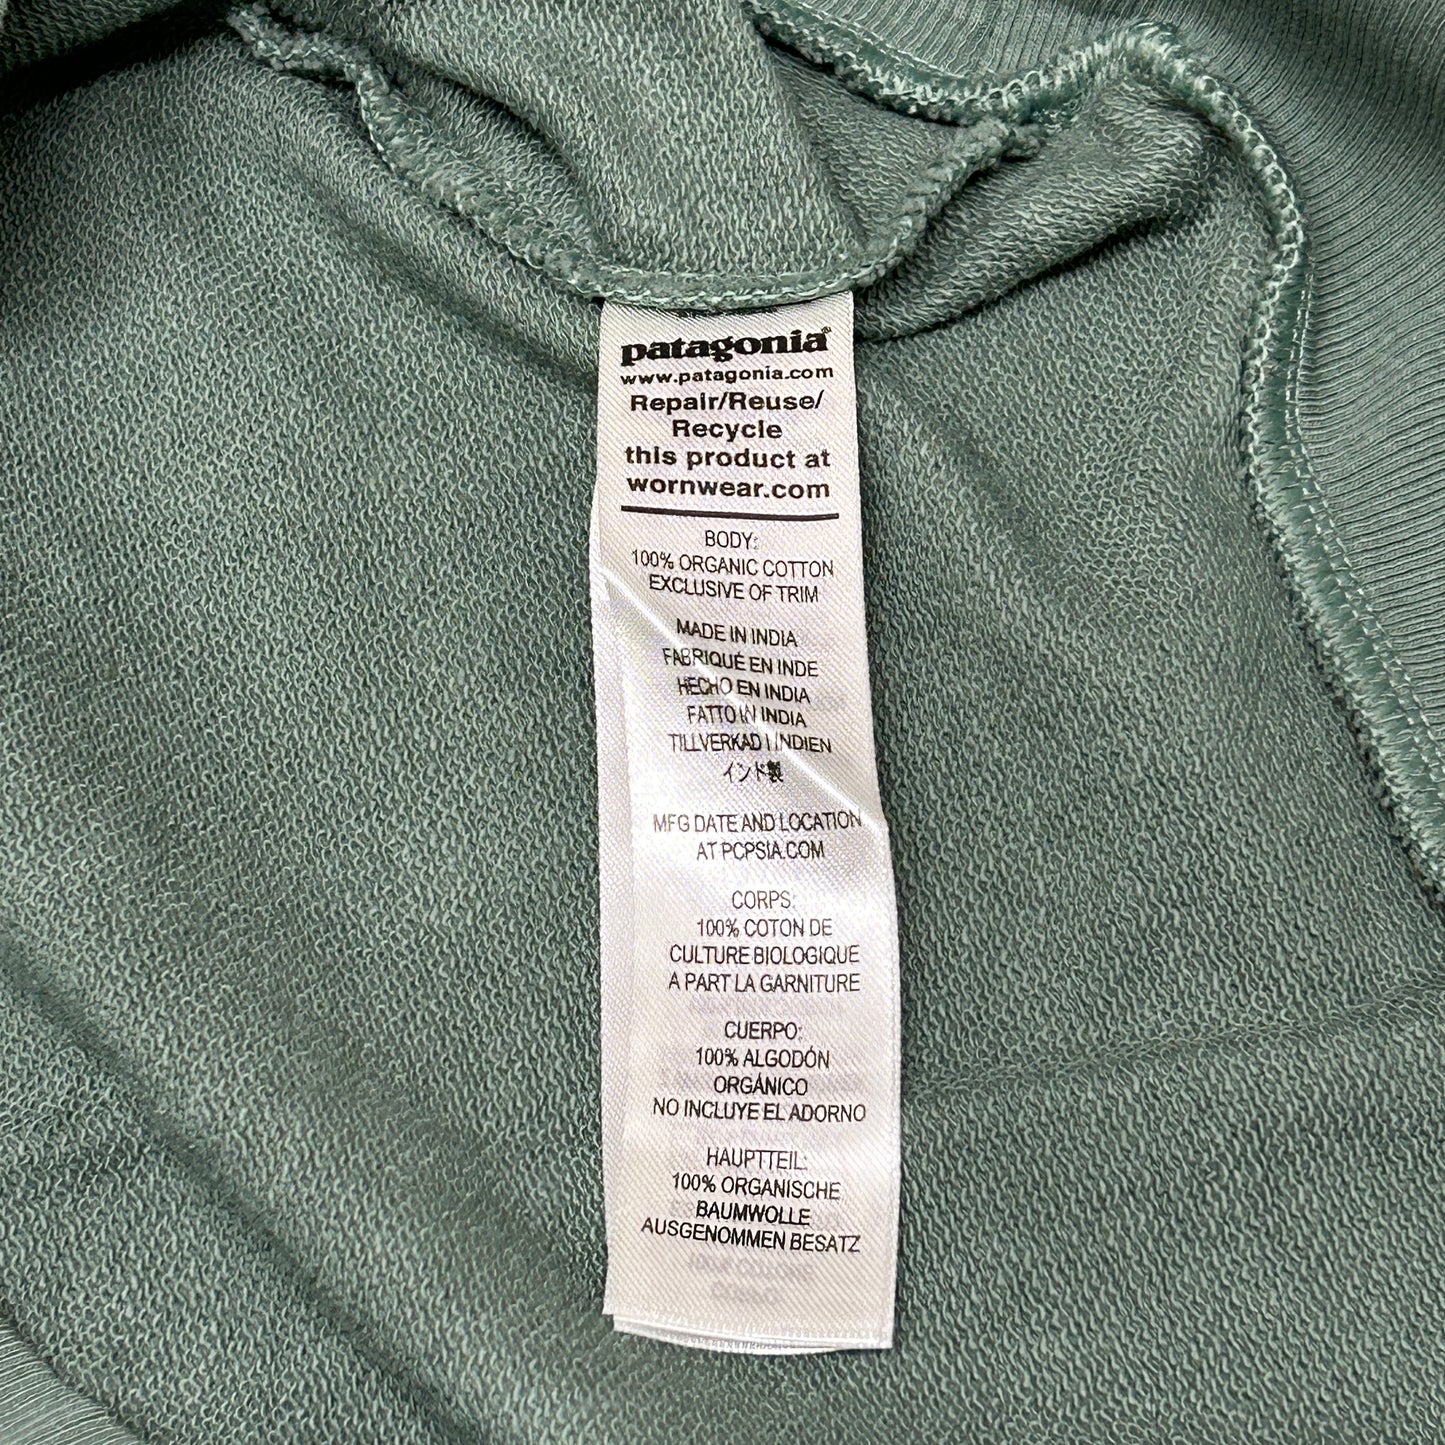 patagonia®
www.patagonia.com
Repair/Reuse/
Recycle
this product at
wornwear.com
BODY:
100% ORGANIC COTTON
EXCLUSIVE OF TRIM
MADE IN INDIA
FABRIQUÉ EN INDE
HECHO EN INDIA
FATTO IN INDIA
TILLVERKAD I INDIEN
インド製
MFG DATE AND LOCATION
AT PCPSIA.COM
CORPS:
100% COTON DE
CULTURE BIOLOGIQUE
A PART LA GARNITURE
CUERPO:
100% ALGODÓN
ORGÁNICO
NO INCLUYE EL ADORNO
HAUPTTEIL:
100% ORGANISCHE
BAUMWOLLE
AUSGENOMMEN BESATZ